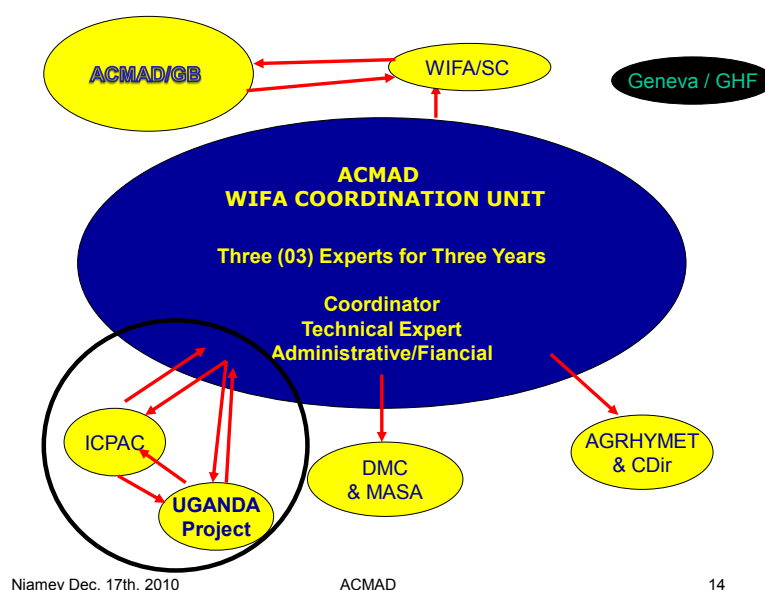 ACMAD/GB
WIFA/SC
Geneva / GHF
ACMAD
WIFA COORDINATION UNIT
Three (03) Experts for Three Years
Coordinator
Technical Expert
Administrative/Fiancial
ICPAC
UGANDA
Project
DMC
& MASA
AGRHYMET
& CDir
Niamey Dec. 17th, 2010
ACMAD
14